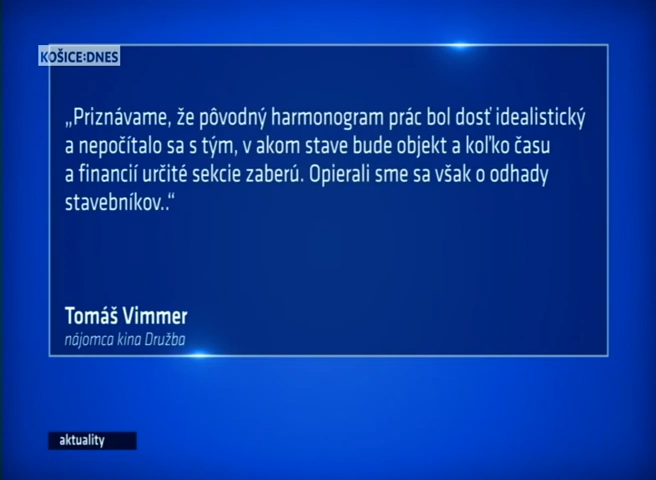 KOŠICE:DNES
„Priznávame, že pôvodný harmonogram prác bol dosť idealistický
a nepočítalo sa s tým, v akom stave bude objekt a koľko času
a financií určité sekcie zaberú. Opierali sme sa však o odhady
stavebníkov..“
Tomáš Vimmer
nájomca kina Družba
aktuality